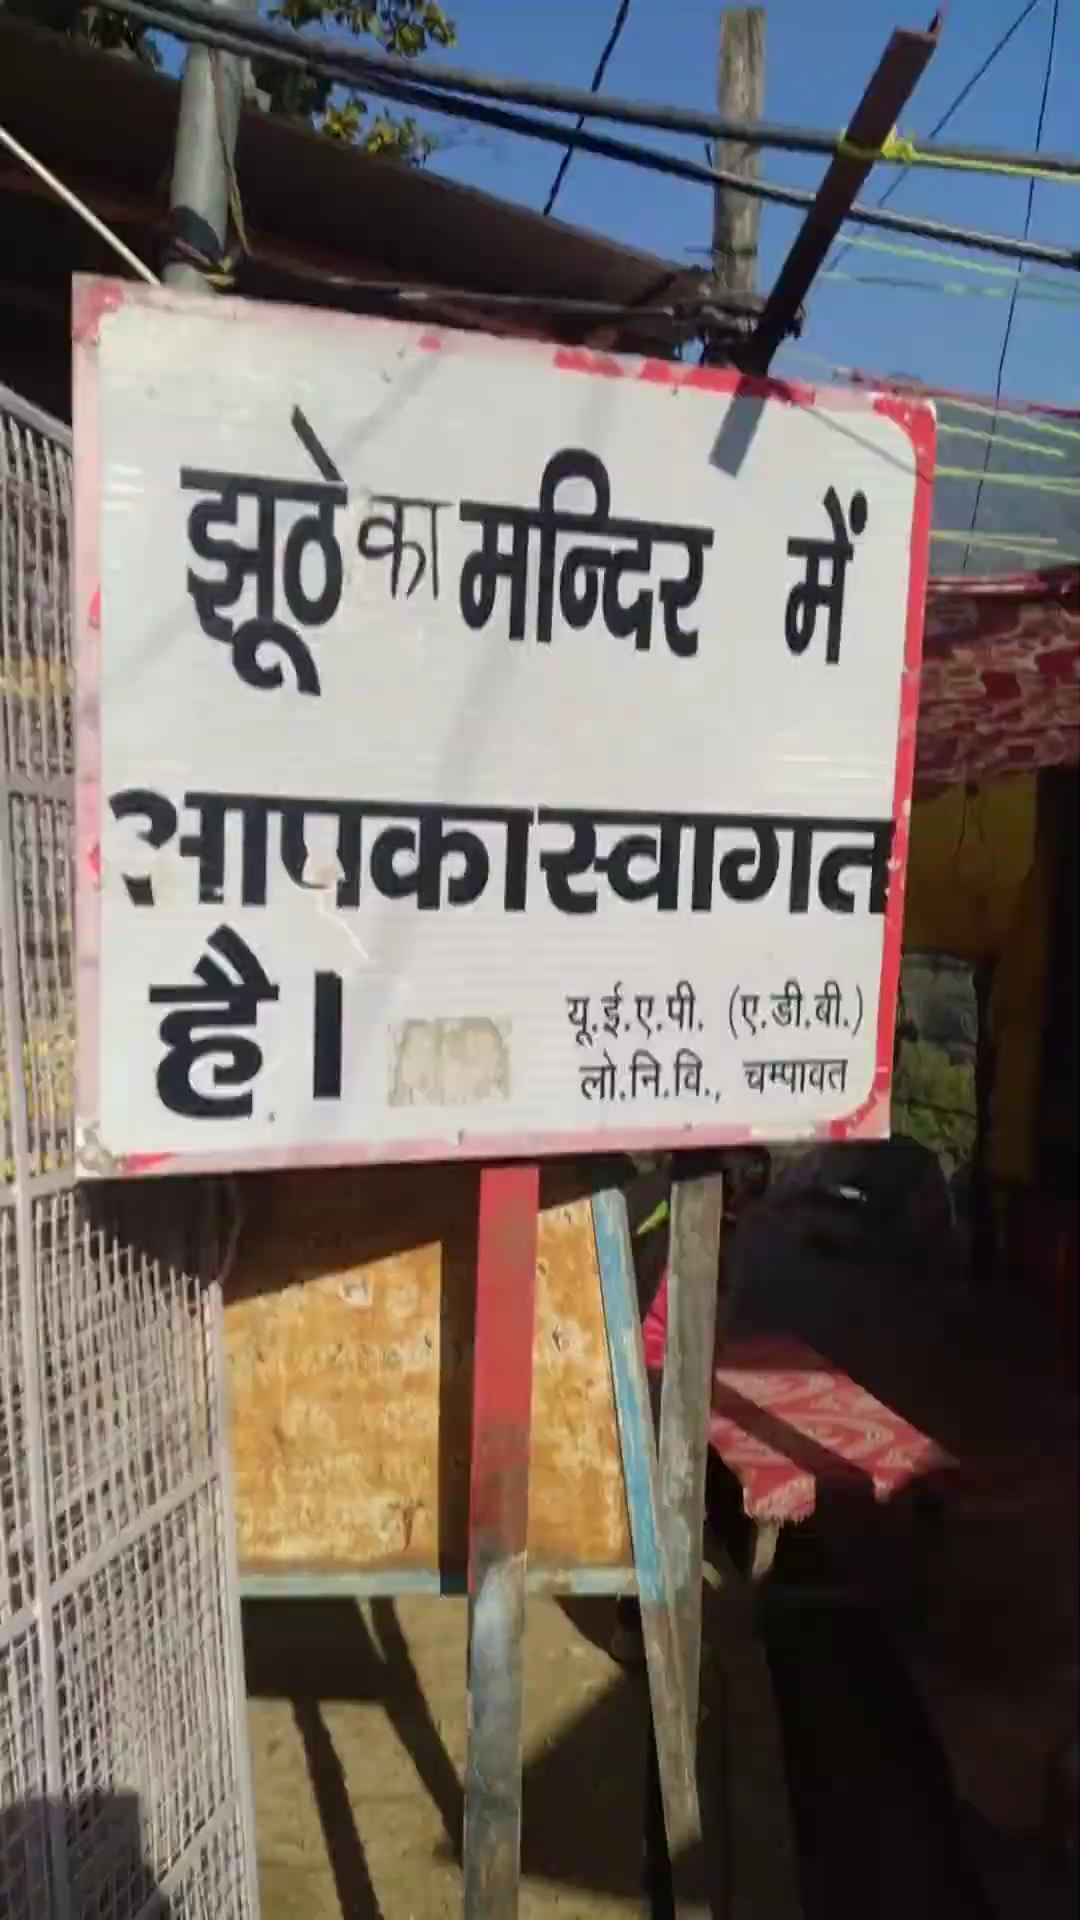 झूठे का मन्दिर में
आपका स्वागत
है।
यू.ई.ए.पी. (ए.डी.बी.)
लो.नि.वि., चम्पावत